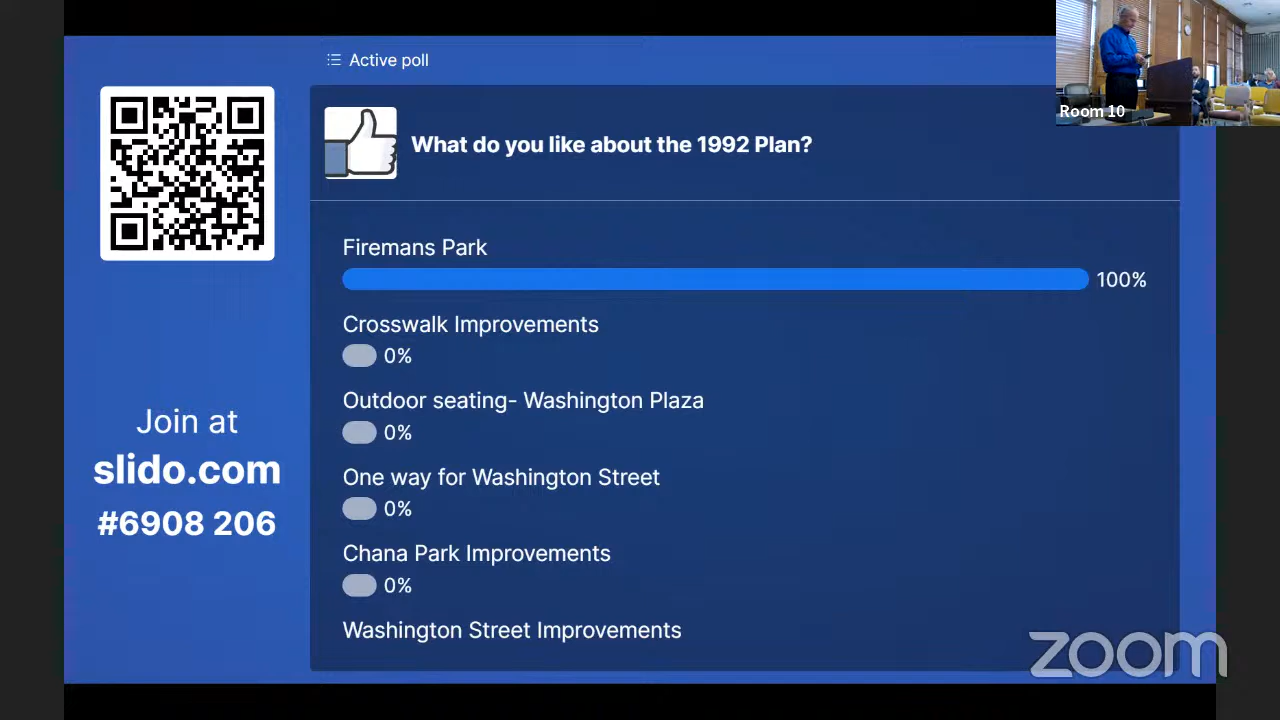 Active poll
Room 10
What do you like about the 1992 Plan?
Firemans Park
100%
Crosswalk Improvements
0%
Outdoor seating- Washington Plaza
0%
One way for Washington Street
0%
Chana Park Improvements
0%
Washington Street Improvements
Join at
slido.com
#6908 206
zoom